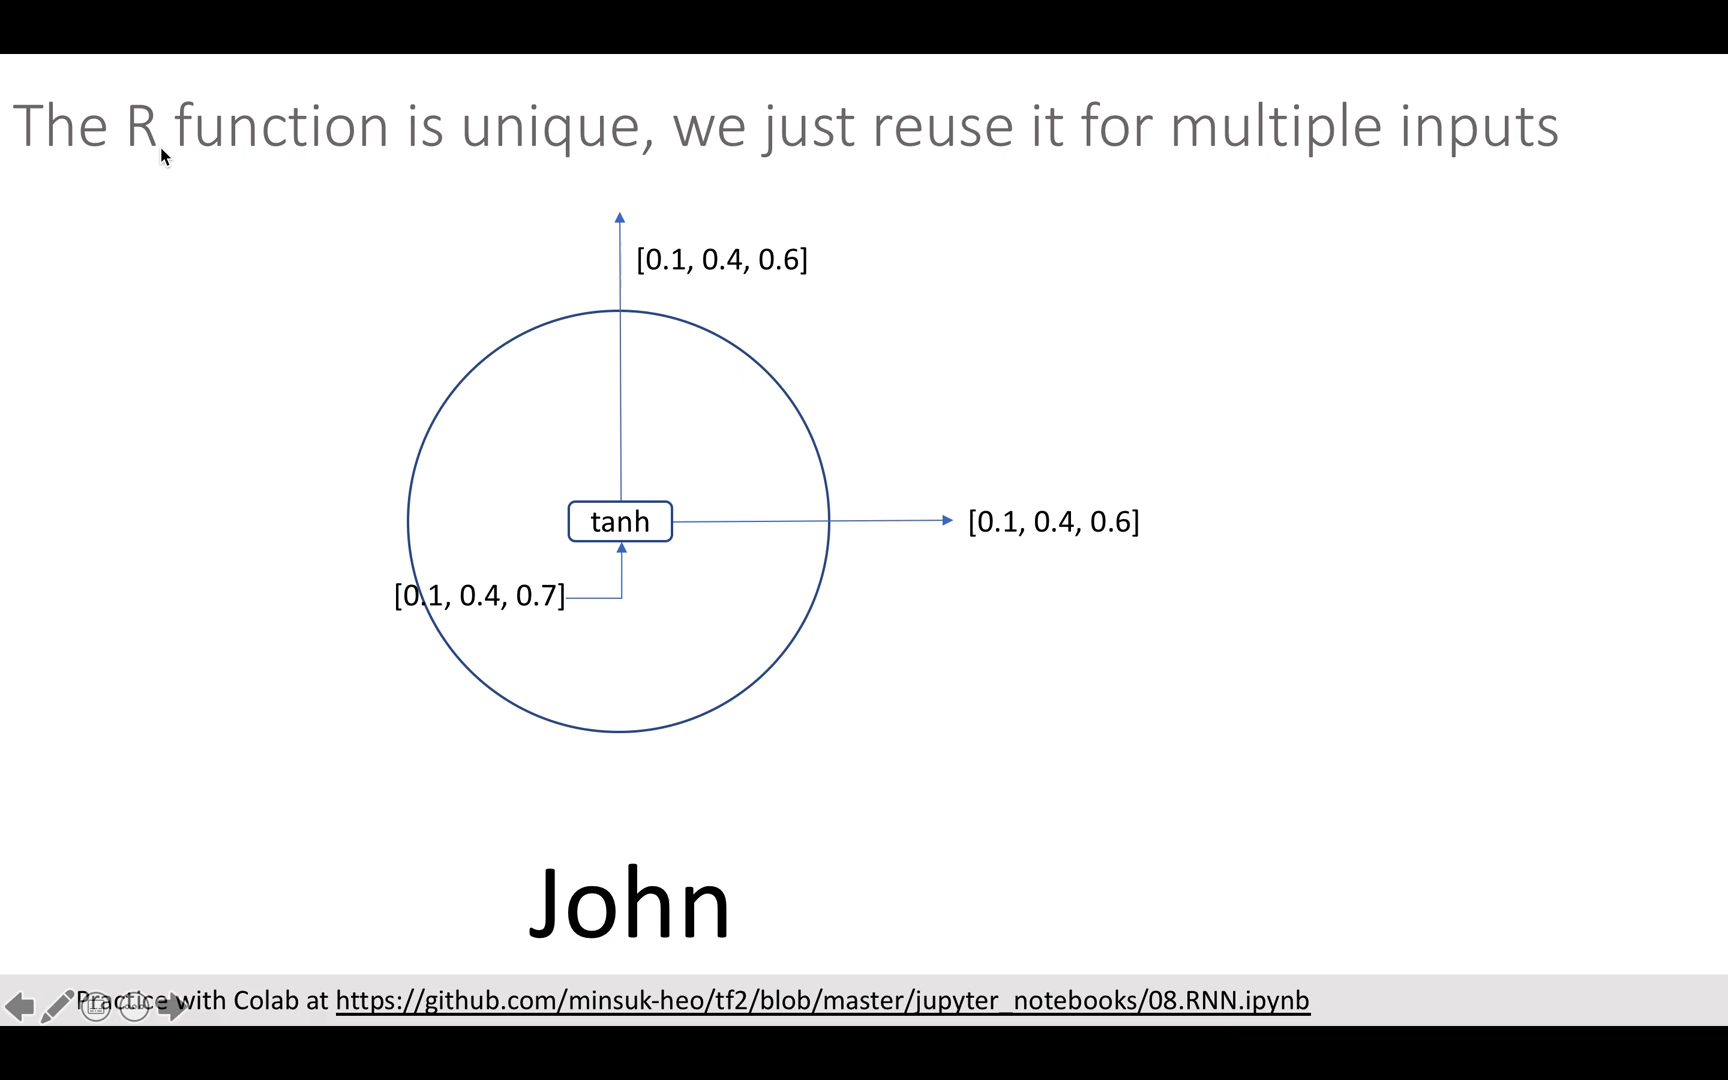 The R function is unique, we just reuse it for multiple inputs
[0.1, 0.4, 0.6]
tanh
[0.1, 0.4, 0.6]
[0.1, 0.4, 0.7]
John
Practice with Colab at https://github.com/minsuk-heo/tf2/blob/master/jupyter_notebooks/08.RNN.ipynb